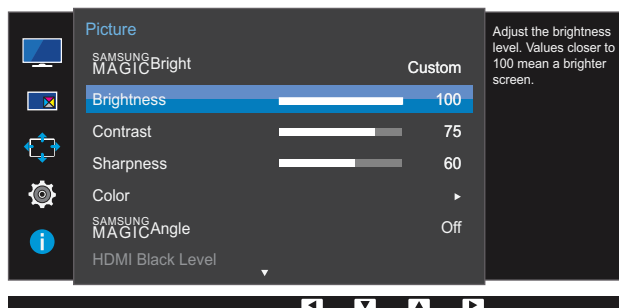 Picture
SAMSUNG
MAGICBright Custom
Brightness 100
Contrast 75
Sharpness 60
Color
SAMSUNG
MAGICAngle Off
HDMI Black Level
Adjust the brightness
level. Values closer to
100 mean a brighter
screen.